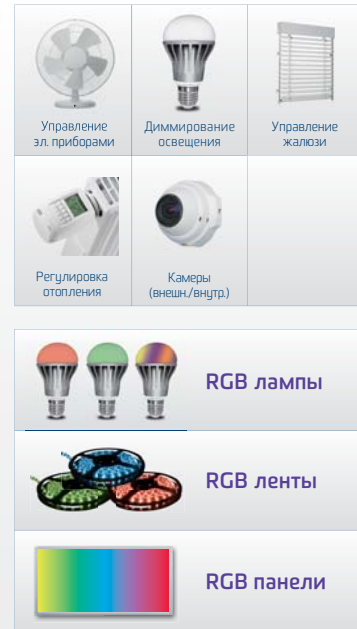 Управление
эл. приборами
Диммирование
освещения
Управление
жалюзи
Регулировка
отопления
Камеры
(внешн./внутр.)
RGB лампы
RGB ленты
RGB панели